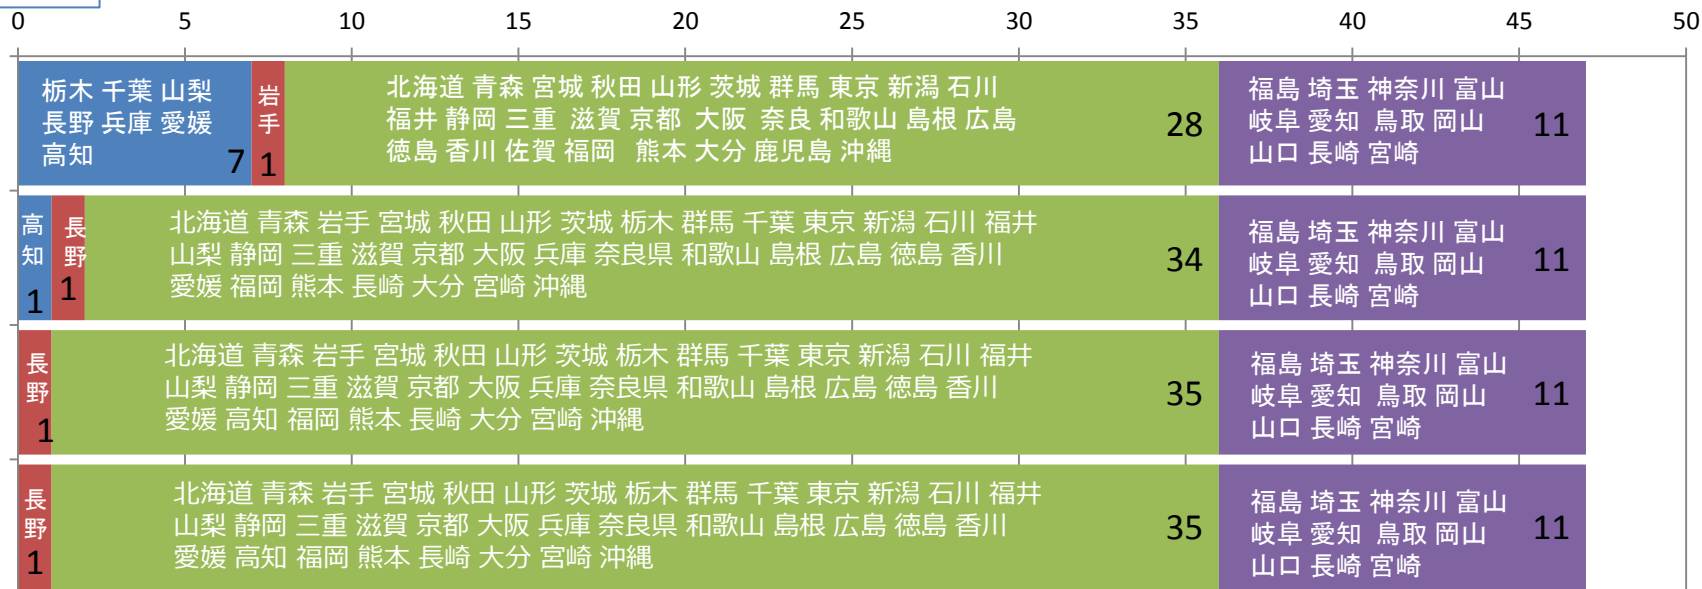 0 5 10 15 20 25 30 35 40 45 50
栃木 千葉 山梨
長野 兵庫 愛媛
高知
7
岩
手
1
北海道 青森 宮城 秋田 山形 茨城 群馬 東京 新潟 石川
福井 静岡 三重 滋賀 京都 大阪 奈良 和歌山 島根 広島
徳島 香川 佐賀 福岡 熊本 大分 鹿児島 沖縄
28
福島 埼玉 神奈川 富山
岐阜 愛知 鳥取 岡山
山口 長崎 宮崎
11
高
知
1
長
野
1
北海道 青森 岩手 宮城 秋田 山形 茨城 栃木 群馬 千葉 東京 新潟 石川 福井
山梨 静岡 三重 滋賀 京都 大阪 兵庫 奈良県 和歌山 島根 広島 徳島 香川
愛媛 福岡 熊本 長崎 大分 宮崎 沖縄
34
福島 埼玉 神奈川 富山
岐阜 愛知 鳥取 岡山
山口 長崎 宮崎
11
長
野
1
北海道 青森 岩手 宮城 秋田 山形 茨城 栃木 群馬 千葉 東京 新潟 石川 福井
山梨 静岡 三重 滋賀 京都 大阪 兵庫 奈良県 和歌山 島根 広島 徳島 香川
愛媛 高知 福岡 熊本 長崎 大分 宮崎 沖縄
35
福島 埼玉 神奈川 富山
岐阜 愛知 鳥取 岡山
山口 長崎 宮崎
11
長
野
1
北海道 青森 岩手 宮城 秋田 山形 茨城 栃木 群馬 千葉 東京 新潟 石川 福井
山梨 静岡 三重 滋賀 京都 大阪 兵庫 奈良県 和歌山 島根 広島 徳島 香川
愛媛 高知 福岡 熊本 長崎 大分 宮崎 沖縄
35
福島 埼玉 神奈川 富山
岐阜 愛知 鳥取 岡山
山口 長崎 宮崎
11